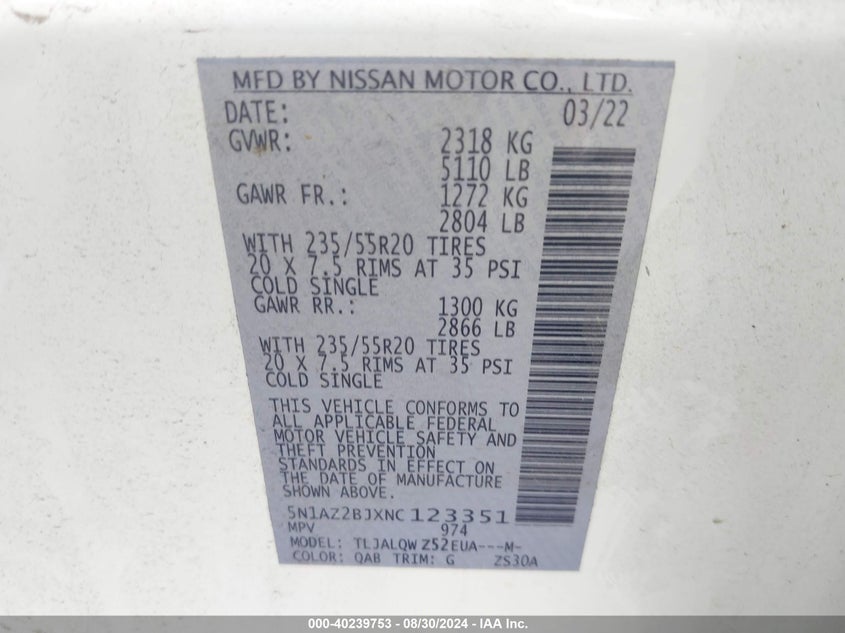 MFD BY NISSAN MOTOR CO., LTD.
DATE: 03/22
GVWR: 2318 KG
5110 LB
GAWR FR.: 1272 KG
2804 LB
WITH 235/55R20 TIRES
20 X 7.5 RIMS AT 35 PSI
COLD SINGLE
GAWR RR.: 1300 KG
2866 LB
WITH 235/55R20 TIRES
20 X 7.5 RIMS AT 35 PSI
COLD SINGLE
THIS VEHICLE CONFORMS TO
ALL APPLICABLE FEDERAL
MOTOR VEHICLE SAFETY AND
THEFT PREVENTION
STANDARDS IN EFFECT ON
THE DATE OF MANUFACTURE
SHOWN ABOVE.
5N1AZ2BJXNC123351
MPV 974
MODEL: TLJALQW Z52EUA---M-
COLOR: QAB TRIM: G ZS30A
000-40239753 - 08/30/2024 - IAA Inc.